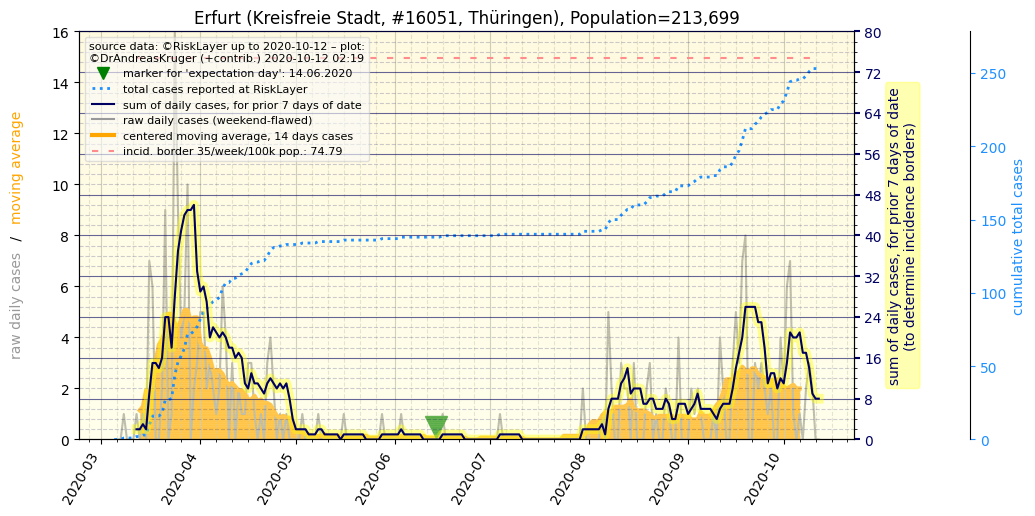 Erfurt (Kreisfreie Stadt, #16051, Thüringen), Population=213,699
source data: ©RiskLayer up to 2020-10-12 – plot:
©DrAndreasKruger (+contrib.) 2020-10-12 02:19
marker for 'expectation day': 14.06.2020
total cases reported at RiskLayer
sum of daily cases, for prior 7 days of date
raw daily cases (weekend-flawed)
centered moving average, 14 days cases
incid. border 35/week/100k pop.: 74.79
raw daily cases / moving average
16
14
12
10
8
6
4
2
0
80
72
64
56
48
40
32
24
16
8
0
sum of daily cases, for prior 7 days of date
(to determine, incidence borders)
250
200
150
100
50
0
cumulative total cases
2020-03
2020-04
2020-05
2020-06
2020-07
2020-08
2020-09
2020-10